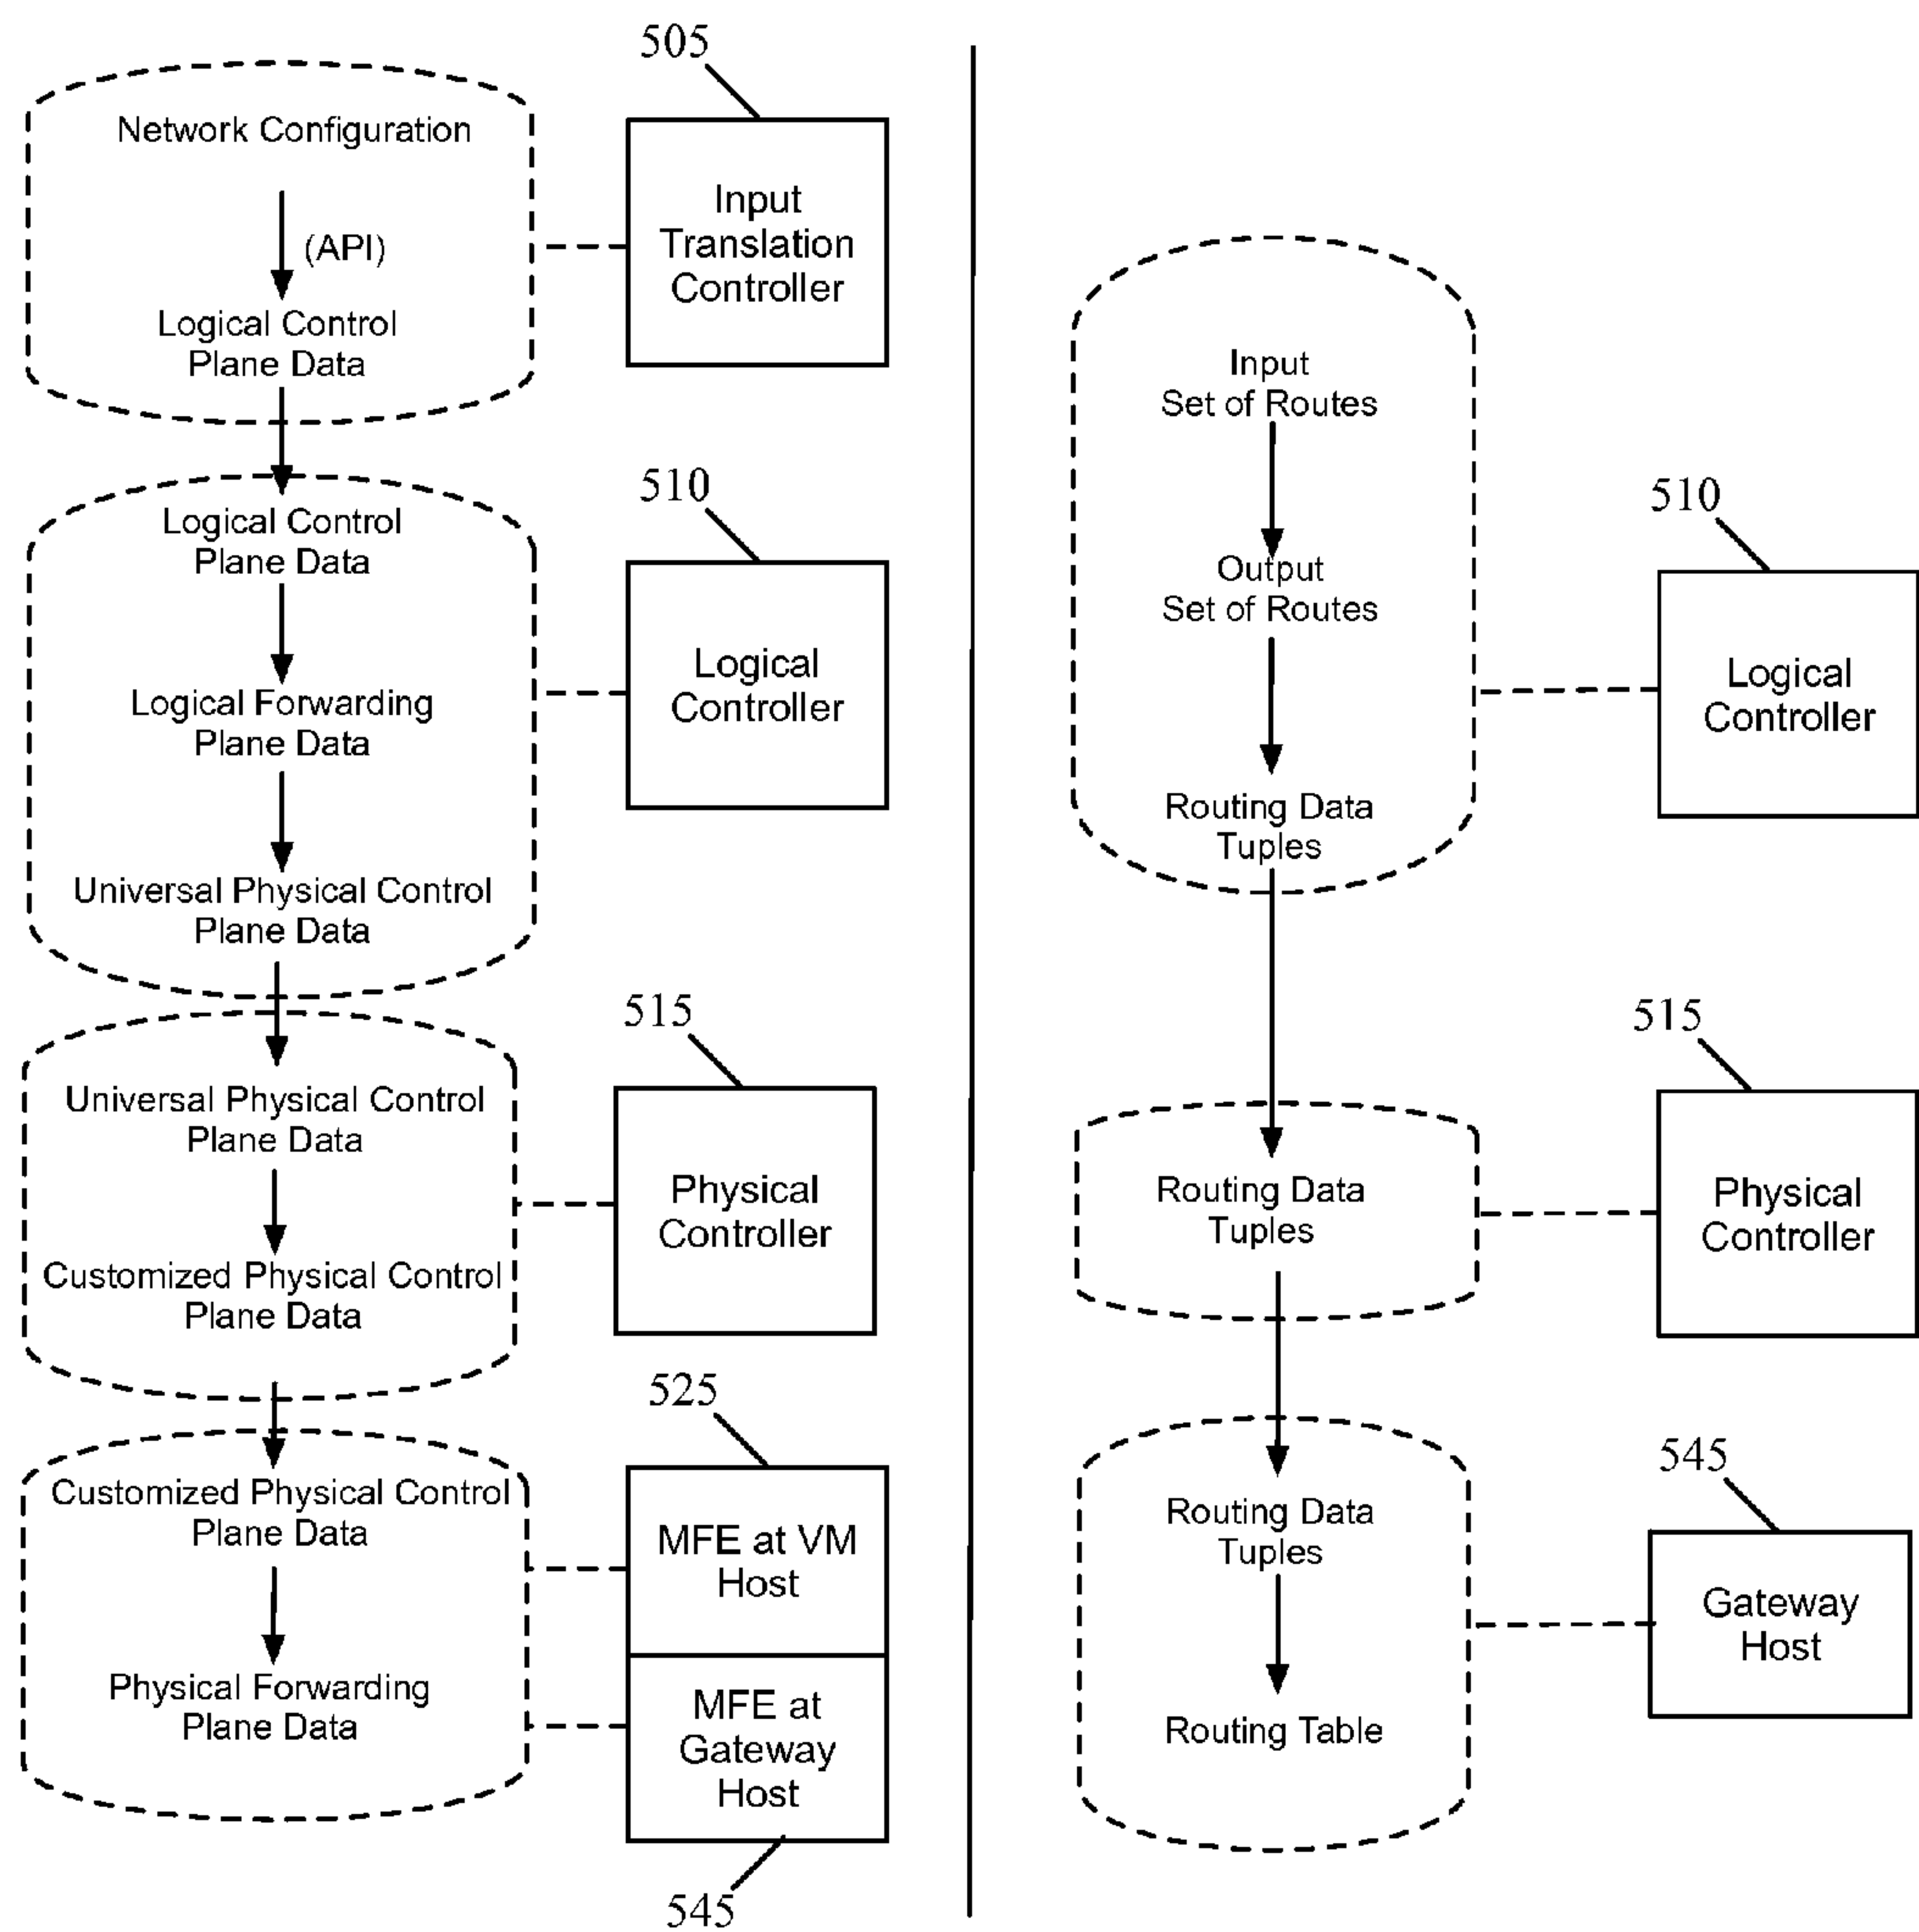 505
Network Configuration
(API)
Logical Control
Plane Data
Input
Translation
Controller
510
Logical Control
Plane Data
Logical Forwarding
Plane Data
Universal Physical Control
Plane Data
Logical
Controller
515
Universal Physical Control
Plane Data
Customized Physical Control
Plane Data
Physical
Controller
525
Customized Physical Control
Plane Data
Physical Forwarding
Plane Data
MFE at VM
Host
MFE at
Gateway
Host
545
Input
Set of Routes
Output
Set of Routes
Routing Data
Tuples
510
Logical
Controller
515
Routing Data
Tuples
Physical
Controller
545
Routing Data
Tuples
Routing Table
Gateway
Host